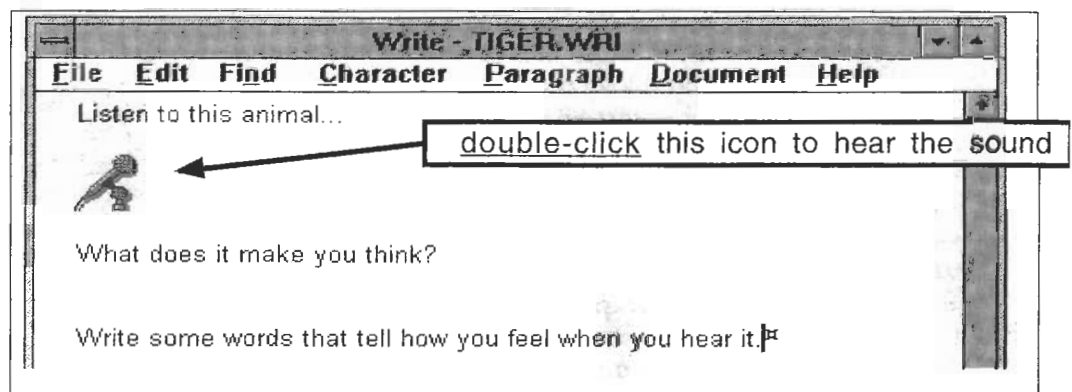 Write - TIGER.WRI
File Edit Find Character Paragraph Document Help
Listen to this animal...
double-click this icon to hear the sound
What does it make you think?
Write some words that tell how you feel when you hear it.¤